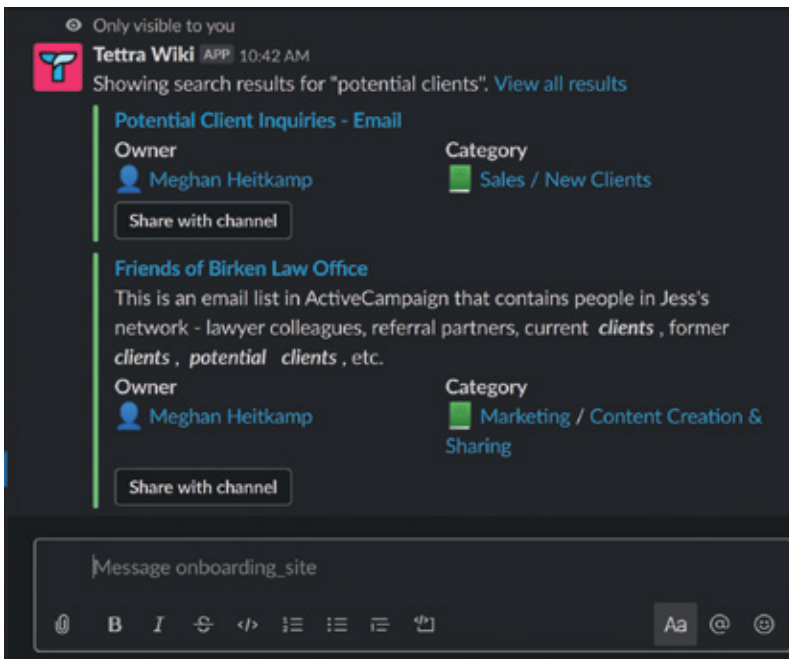 Only visible to you
Tettra Wiki APP 10:42 AM
Showing search results for "potential clients". View all results
Potential Client Inquiries - Email
Owner Category
Meghan Heitkamp Sales / New Clients
Share with channel
Friends of Birken Law Office
This is an email list in ActiveCampaign that contains people in Jess's
network - lawyer colleagues, referral partners, current clients , former
clients , potential clients , etc.
Owner Category
Meghan Heitkamp Marketing / Content Creation &
Sharing
Share with channel
Message onboarding_site
B I S </> Aa @